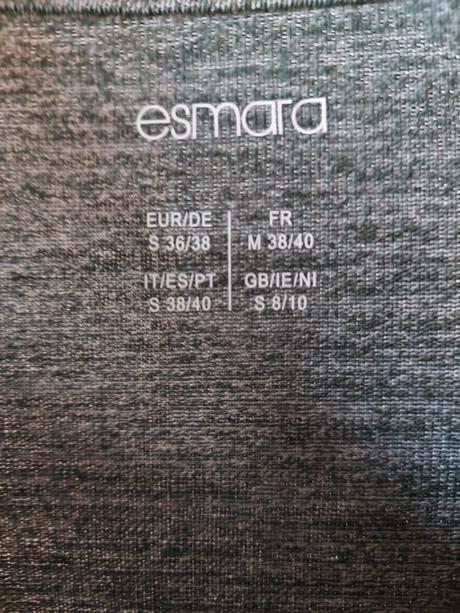 esmara
EUR/DE FR
S 36/38 M 38/40
IT/ES/PT GB/IE/NI
S 38/40 S 8/10